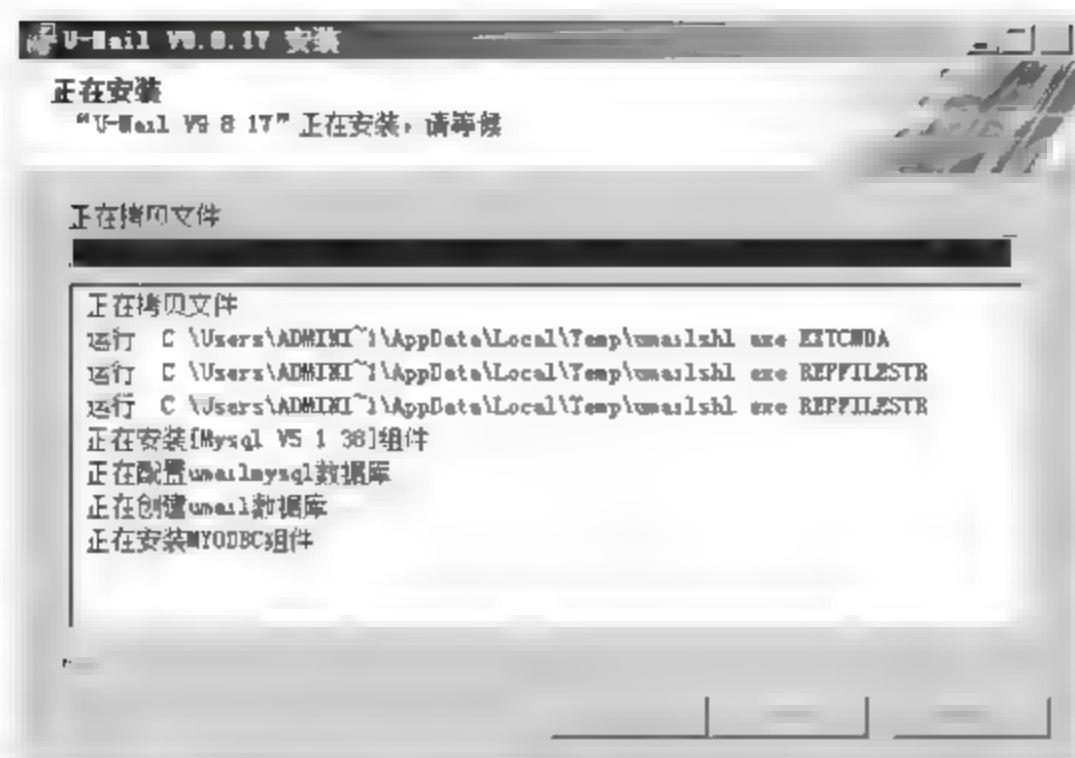 U-Mail V9.8.17 安装
正在安装
“U-Mail V9 8 17”正在安装,请等候
正在拷贝文件
正在拷贝文件
运行 C \Users\ADMINI~1\AppData\Local\Temp\umailshl exe EXTCMDA
运行 C \Users\ADMINI~1\AppData\Local\Temp\umailshl exe REPFILESTR
运行 C \Users\ADMINI~1\AppData\Local\Temp\umailshl exe REPFILESTR
正在安装[Mysql V5 1 38]组件
正在配置umailmysql数据库
正在创建umail数据库
正在安装MYODBC组件